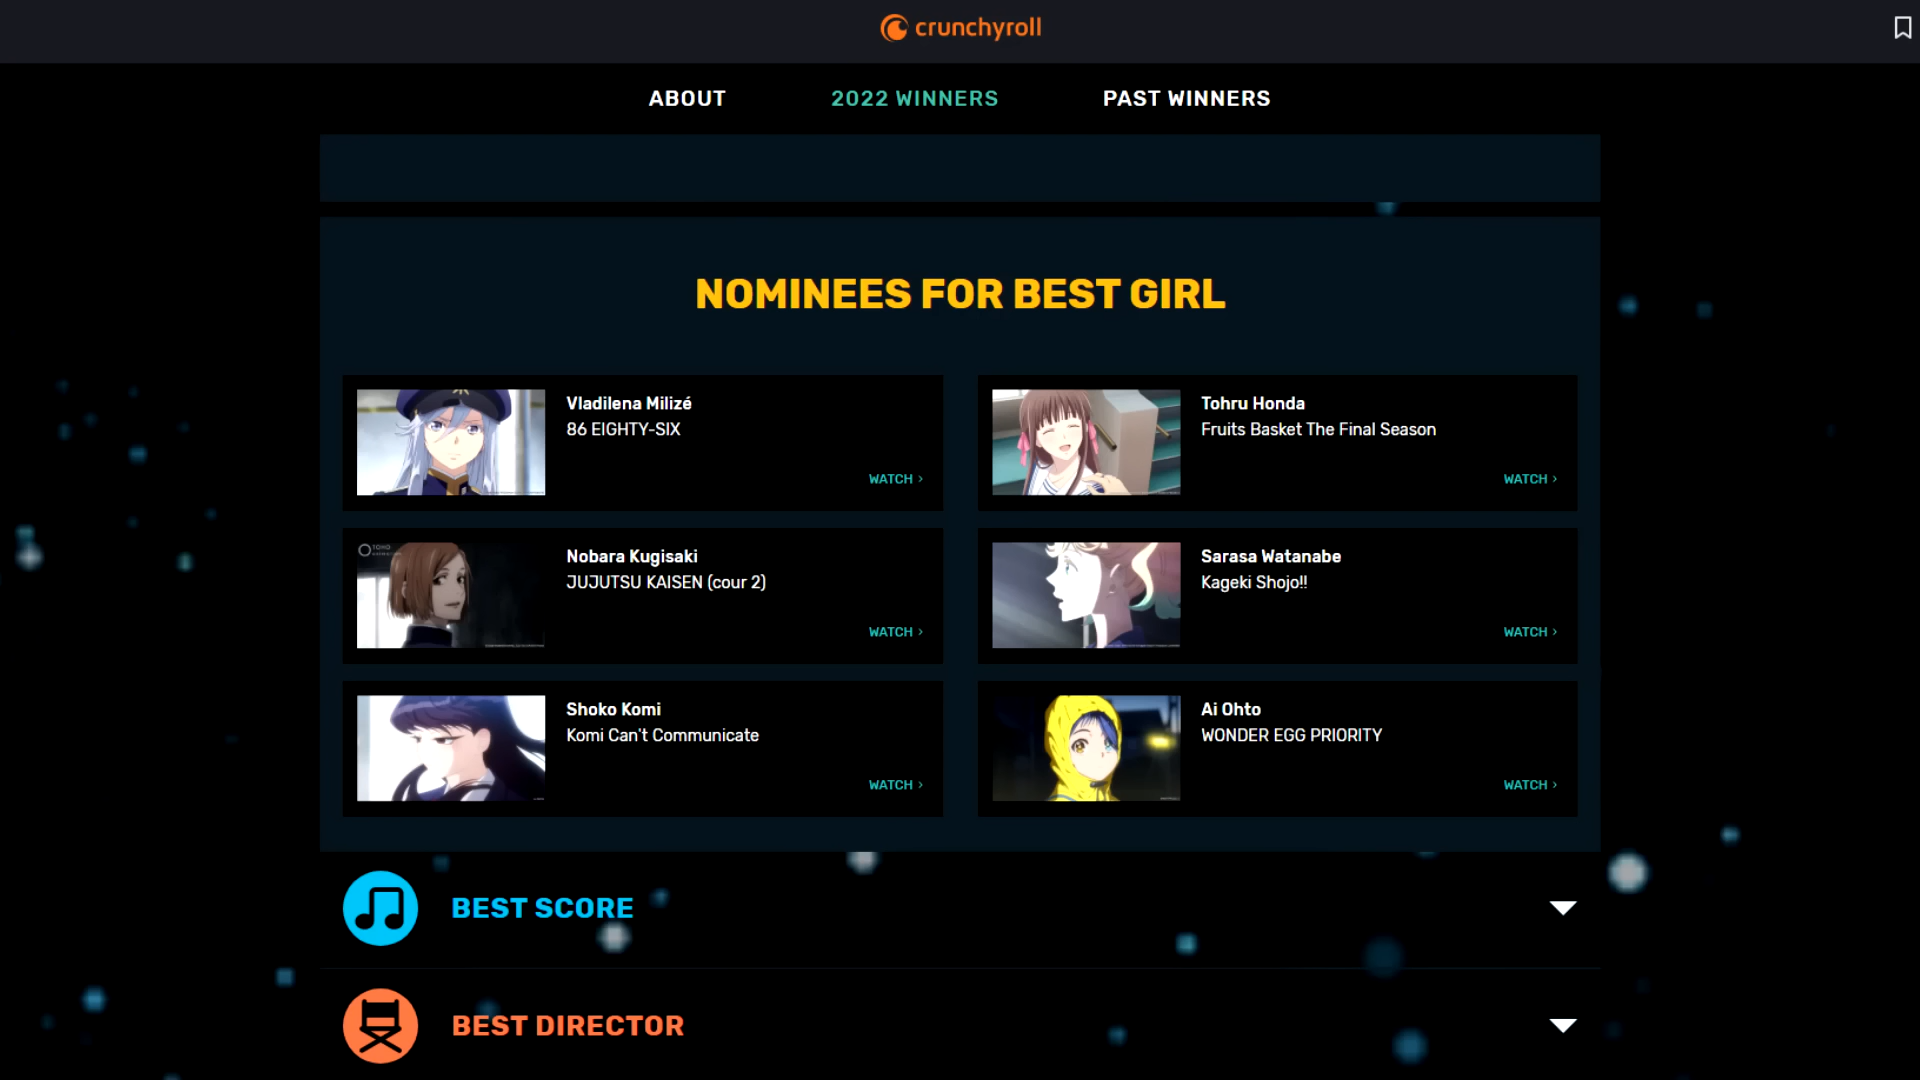 crunchyroll
ABOUT
2022 WINNERS
PAST WINNERS
NOMINEES FOR BEST GIRL
Vladilena Milizé
86 EIGHTY-SIX
WATCH ›
Tohru Honda
Fruits Basket The Final Season
WATCH ›
TOHO
Nobara Kugisaki
JUJUTSU KAISEN (cour 2)
WATCH ›
Sarasa Watanabe
Kageki Shojo!!
WATCH ›
Shoko Komi
Komi Can't Communicate
WATCH ›
Ai Ohto
WONDER EGG PRIORITY
WATCH ›
BEST SCORE
BEST DIRECTOR